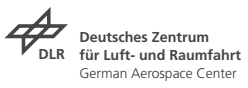 Deutsches Zentrum
DLR für Luft- und Raumfahrt
German Aerospace Center